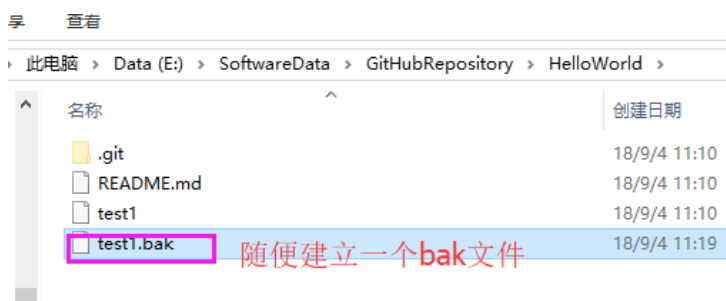 享 查看
此电脑 › Data (E:) › SoftwareData › GitHubRepository › HelloWorld ›
名称 创建日期
.git 18/9/4 11:10
README.md 18/9/4 11:10
test1 18/9/4 11:10
test1.bak 随便建立一个bak文件 18/9/4 11:19